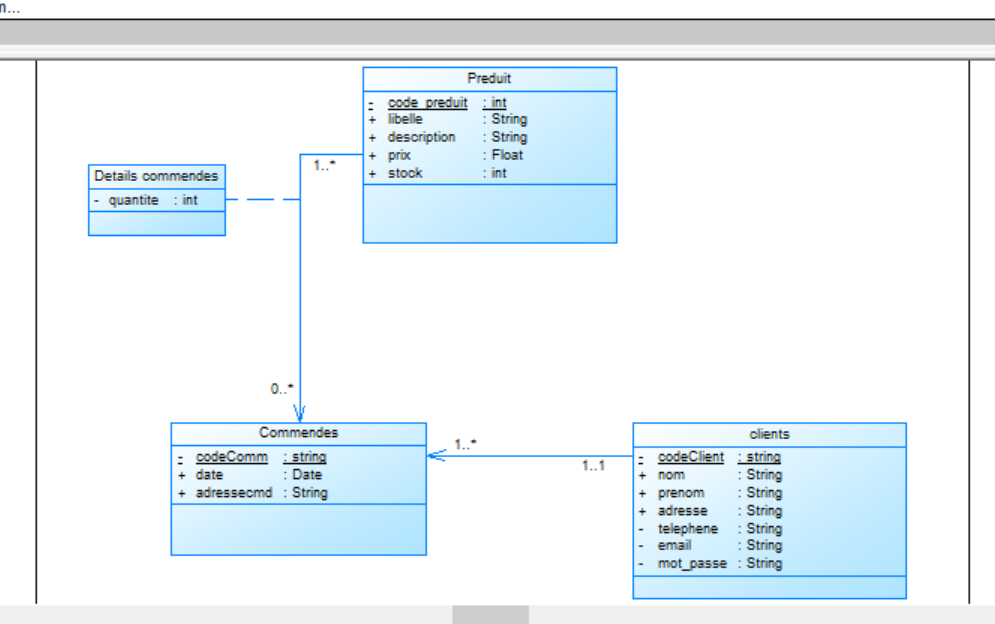 n...
Preduit
- code_preduit : int
+ libelle : String
+ description : String
+ prix : Float
+ stock : int
1..*
Details commendes
- quantite : int
0..*
Commendes
- codeComm : string
+ date : Date
+ adressecmd : String
1..*
1..1
clients
- codeClient : string
+ nom : String
+ prenom : String
+ adresse : String
- telephene : String
- email : String
- mot_passe : String